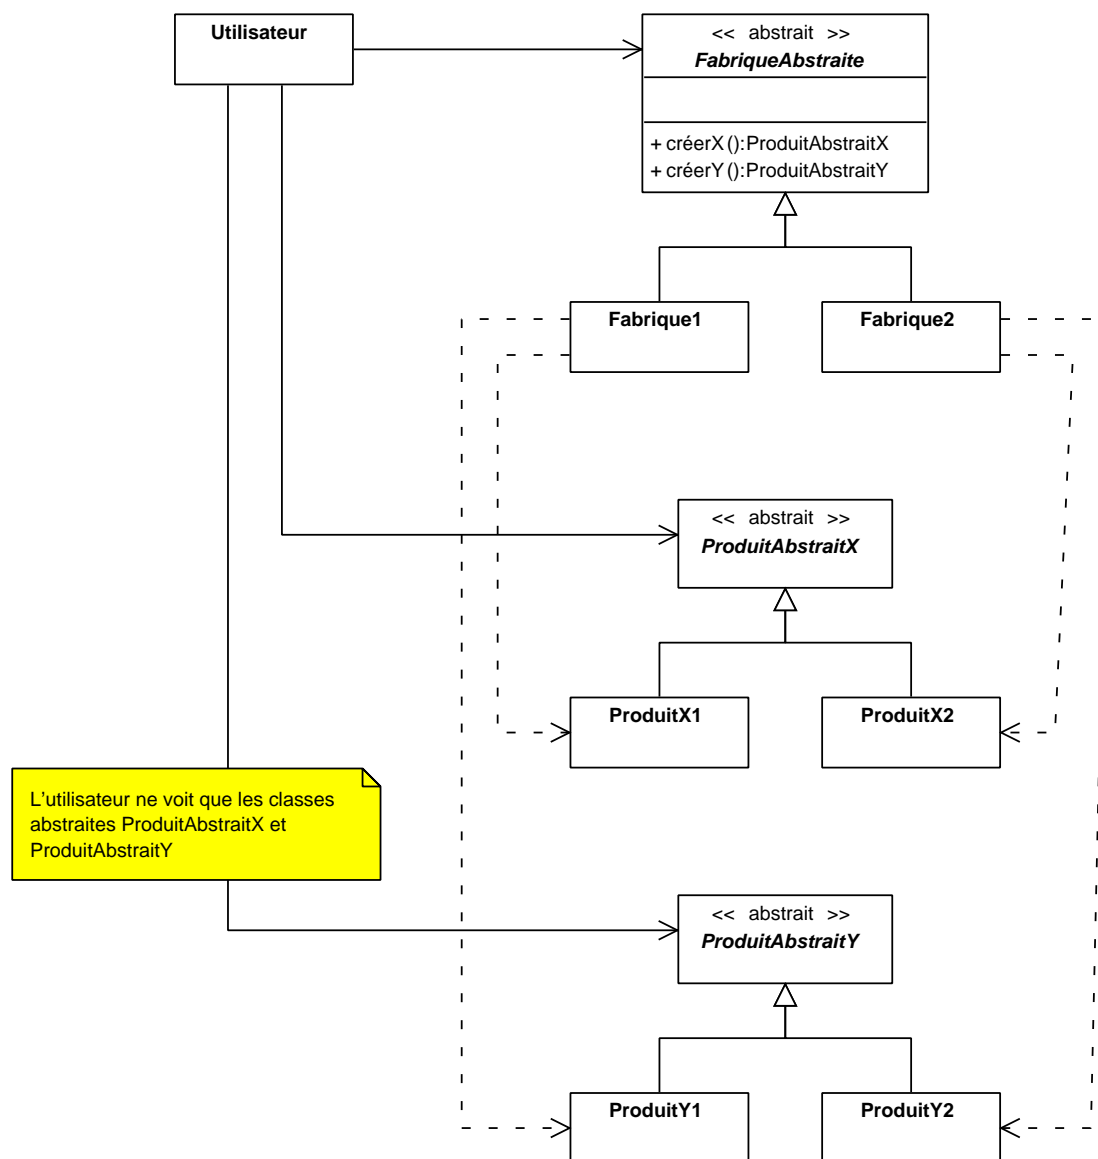 Utilisateur
<< abstrait >>
FabriqueAbstraite
+ créerX ():ProduitAbstraitX
+ créerY ():ProduitAbstraitY
Fabrique1
Fabrique2
<< abstrait >>
ProduitAbstraitX
ProduitX1
ProduitX2
L'utilisateur ne voit que les classes
abstraites ProduitAbstraitX et
ProduitAbstraitY
<< abstrait >>
ProduitAbstraitY
ProduitY1
ProduitY2